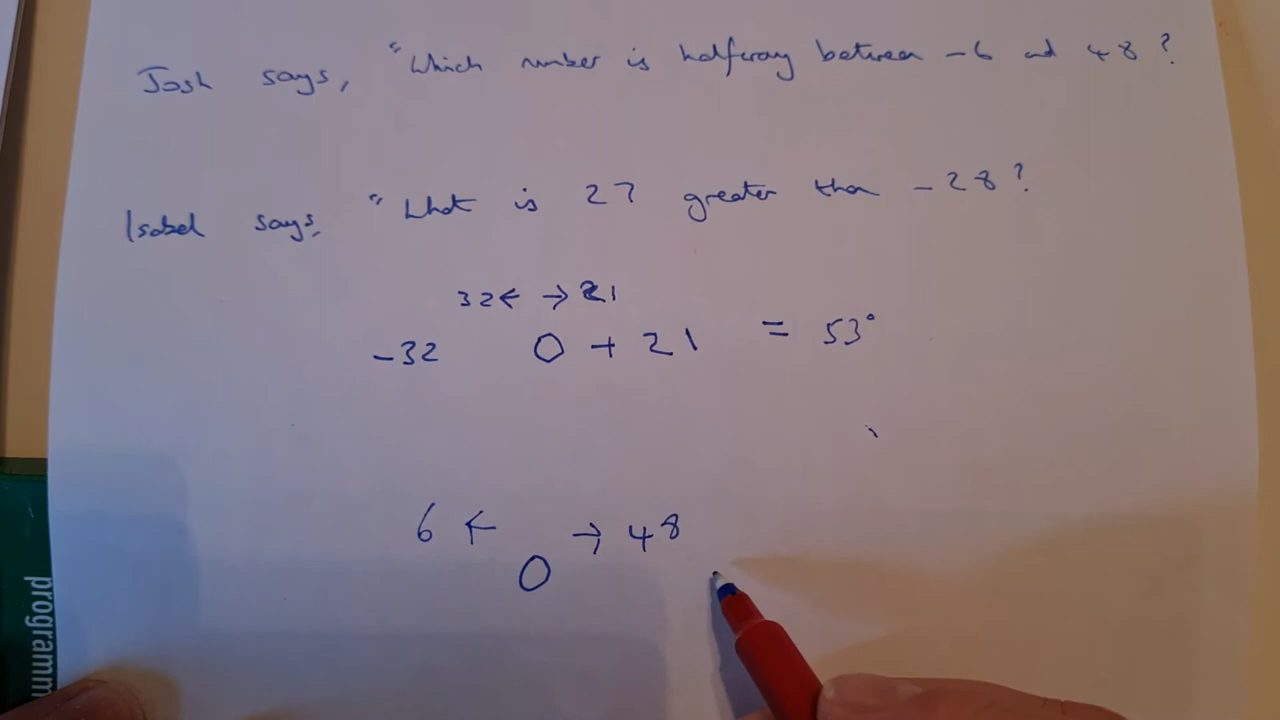 Josh says, "Which number is halfway between -6 and 48?
Isabel says, "What is 27 greater than -28?
32← →21
-32 0 + 21 = 53°
6 ← → 48
0
programm